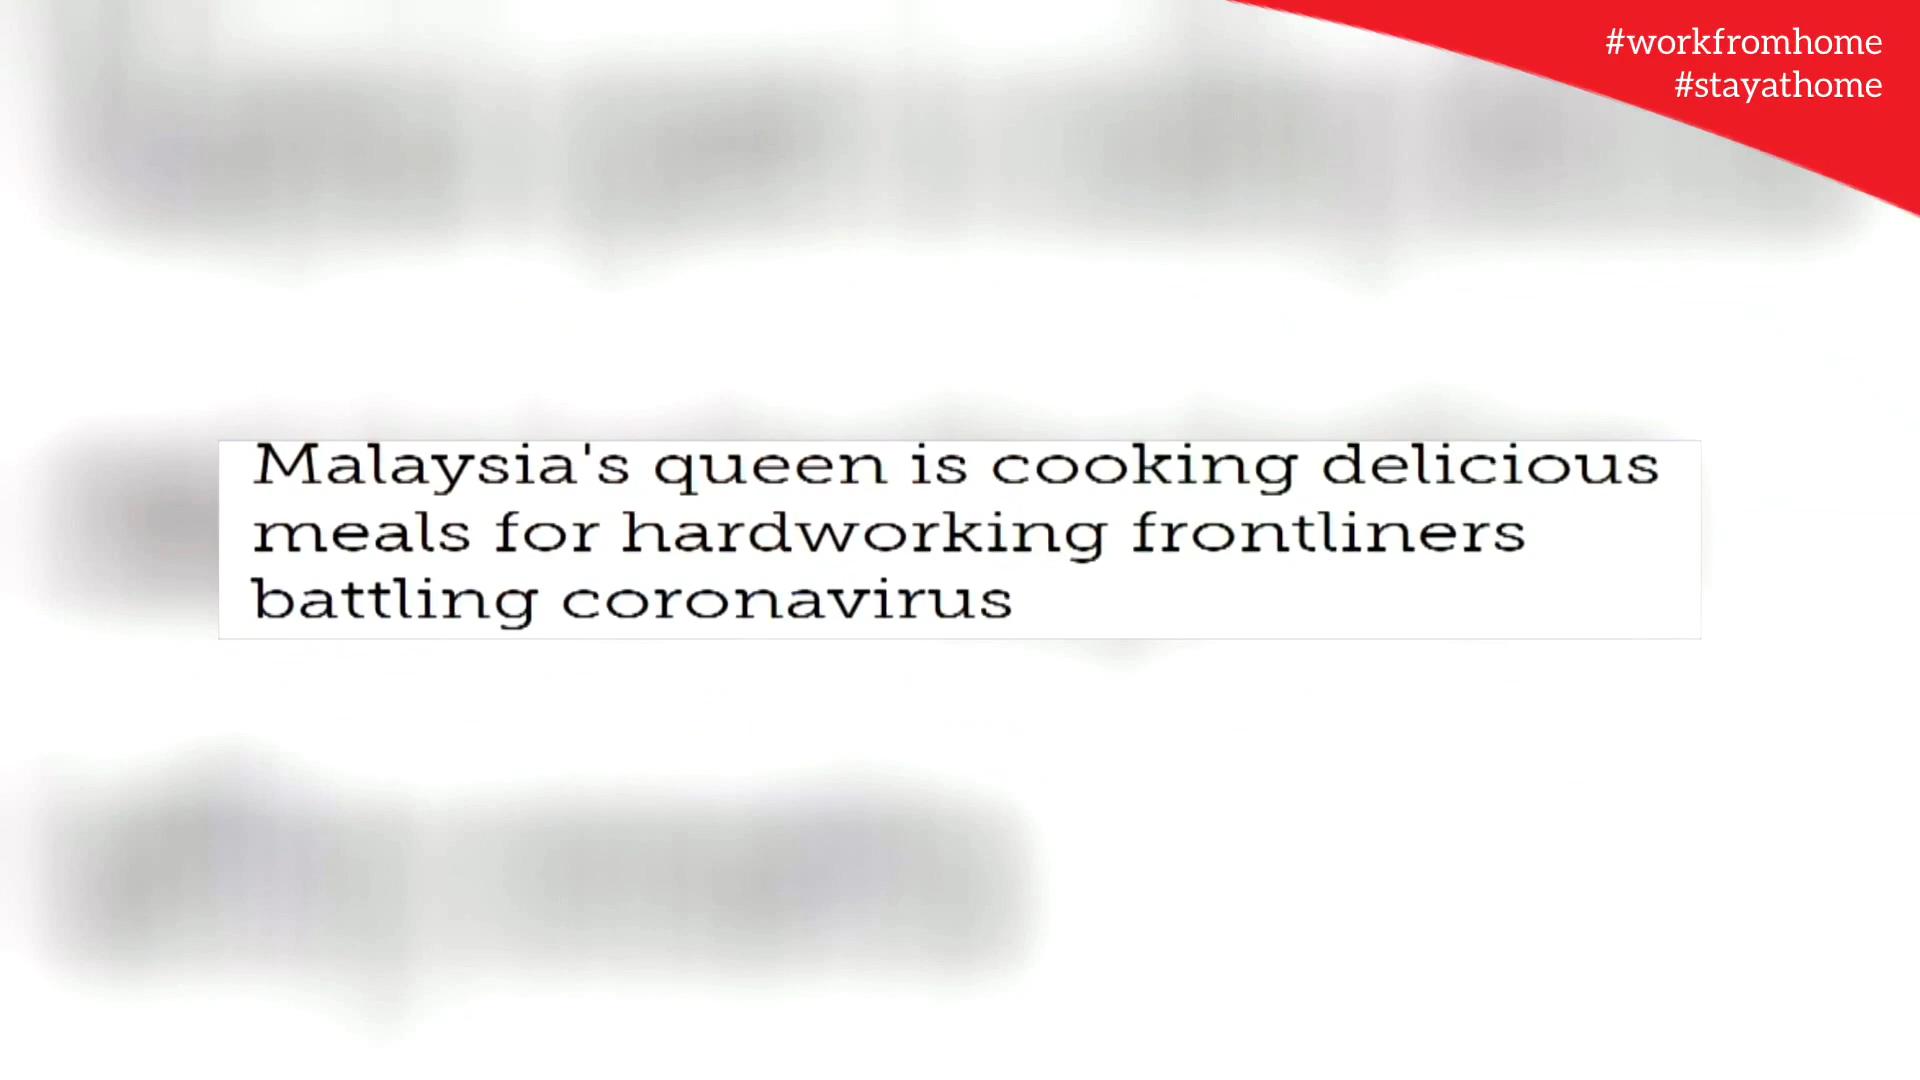 #workfromhome
#stayathome
Malaysia's queen is cooking delicious
meals for hardworking frontliners
battling coronavirus